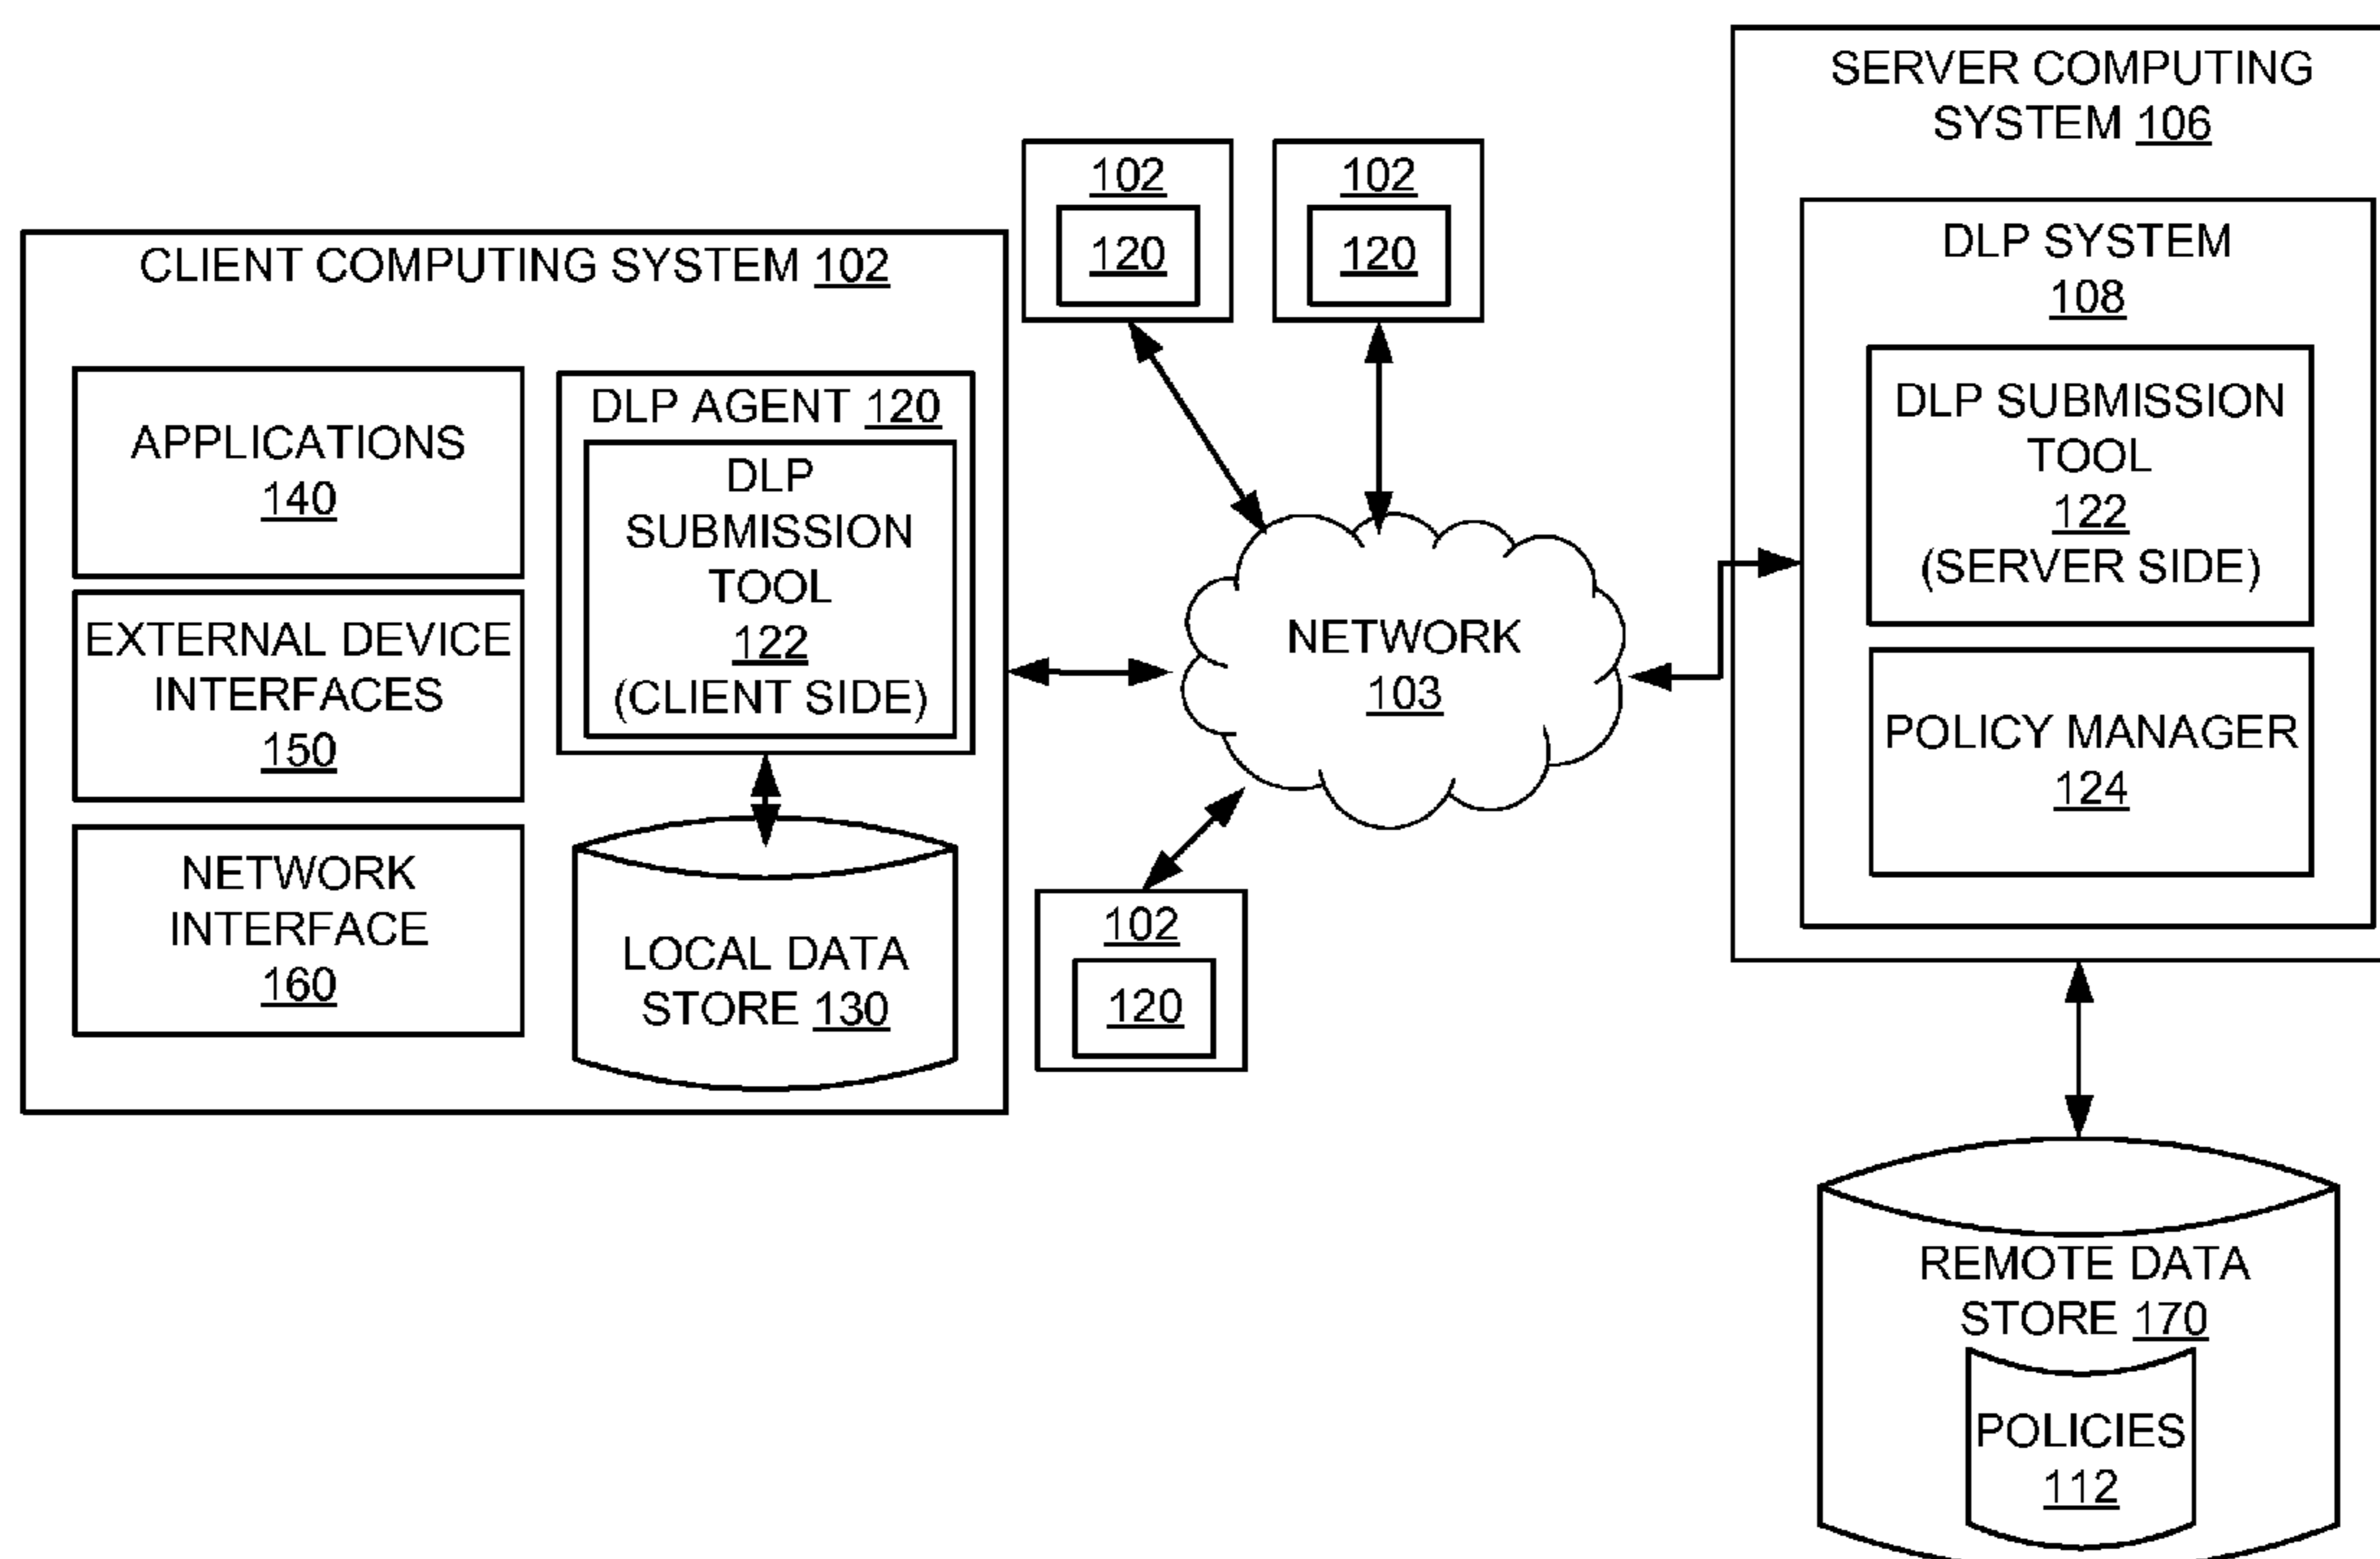 CLIENT COMPUTING SYSTEM 102
APPLICATIONS
140
EXTERNAL DEVICE
INTERFACES
150
NETWORK
INTERFACE
160
DLP AGENT 120
DLP
SUBMISSION
TOOL
122
(CLIENT SIDE)
LOCAL DATA
STORE 130
102
120
102
120
NETWORK
103
102
120
SERVER COMPUTING
SYSTEM 106
DLP SYSTEM
108
DLP SUBMISSION
TOOL
122
(SERVER SIDE)
POLICY MANAGER
124
REMOTE DATA
STORE 170
POLICIES
112